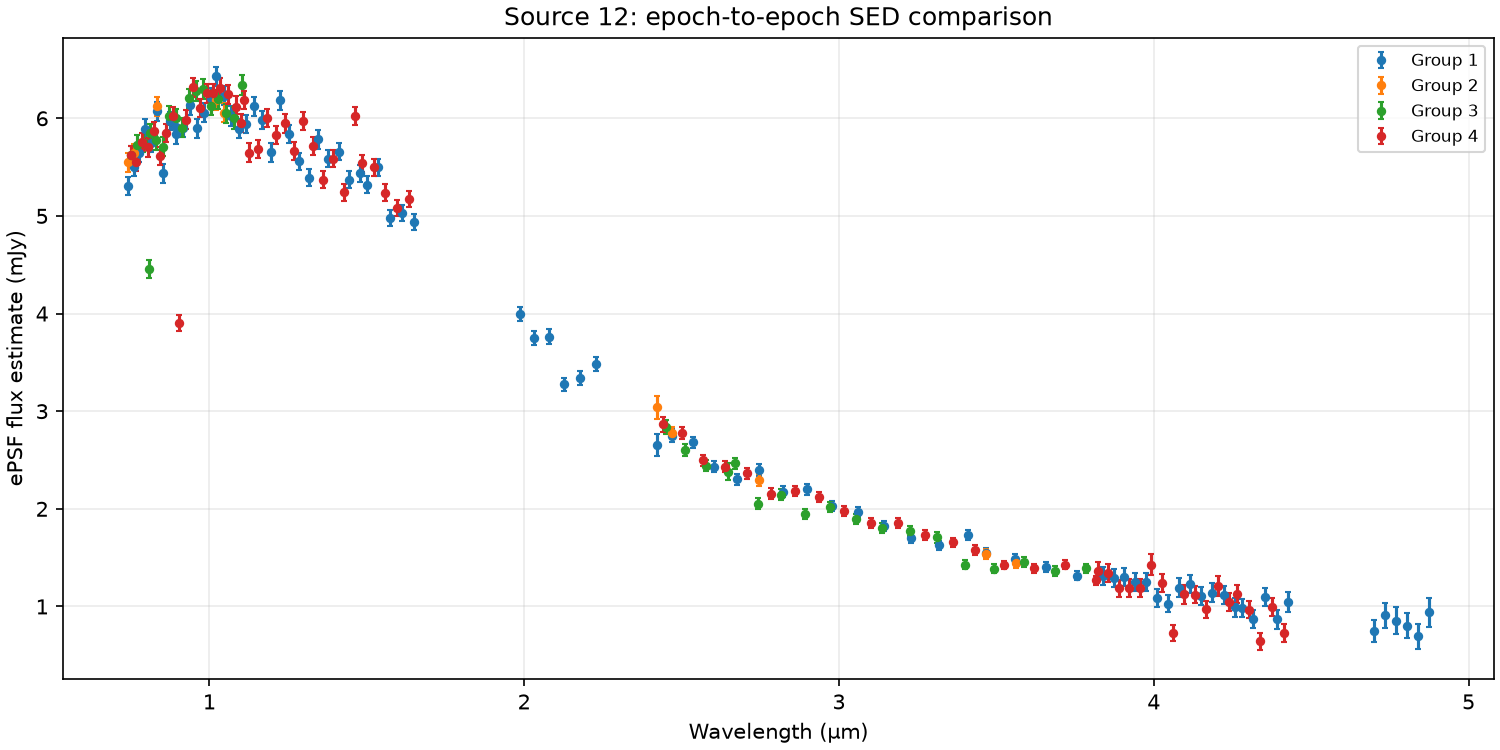 Source 12: epoch-to-epoch SED comparison
ePSF flux estimate (mJy)
6
5
4
3
2
1
Group 1
Group 2
Group 3
Group 4
1
2
3
4
5
Wavelength (μm)